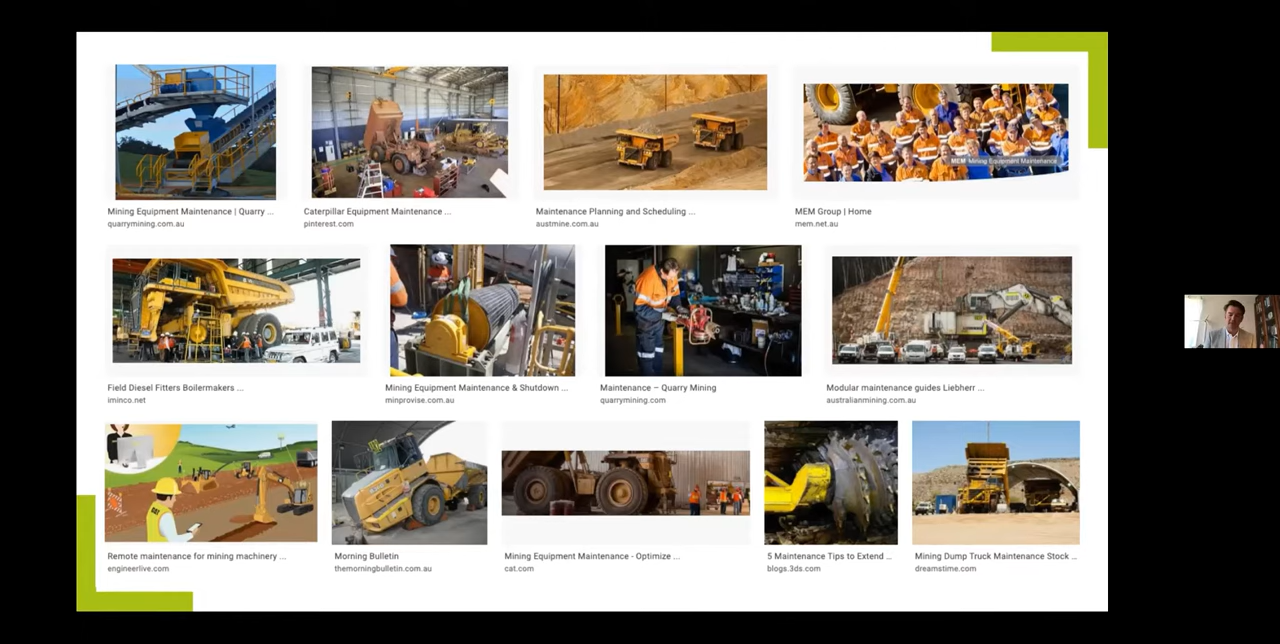 MEM Mining Equipment Maintenance
Mining Equipment Maintenance | Quarry ...
quarrymining.com.au
Caterpillar Equipment Maintenance ...
pinterest.com
Maintenance Planning and Scheduling ...
austmine.com.au
MEM Group | Home
mem.net.au
Field Diesel Fitters Boilermakers ...
iminco.net
Mining Equipment Maintenance & Shutdown ...
minprovise.com.au
Maintenance – Quarry Mining
quarrymining.com
Modular maintenance guides Liebherr ...
australianmining.com.au
CAT
Remote maintenance for mining machinery ...
engineerlive.com
Morning Bulletin
themorningbulletin.com.au
Mining Equipment Maintenance - Optimize ...
cat.com
5 Maintenance Tips to Extend ...
blogs.3ds.com
Mining Dump Truck Maintenance Stock ...
dreamstime.com